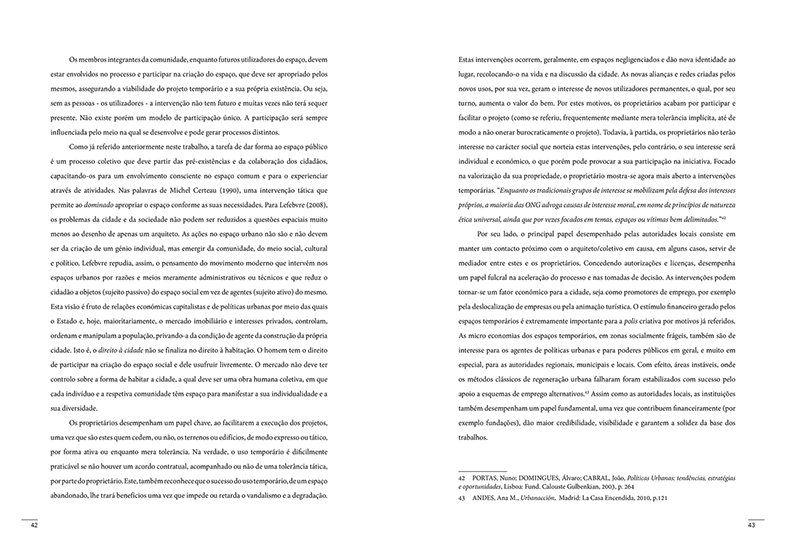 Os membros integrantes da comunidade, enquanto futuros utilizadores do espaço, devem
estar envolvidos no processo e participar na criação do espaço, que deve ser apropriado pelos
mesmos, assegurando a viabilidade do projeto temporário e a sua própria existência. Ou seja,
sem as pessoas - os utilizadores - a intervenção não tem futuro e muitas vezes não terá sequer
presente. Não existe porém um modelo de participação único. A participação será sempre
influenciada pelo meio na qual se desenvolve e pode gerar processos distintos.
Como já referido anteriormente neste trabalho, a tarefa de dar forma ao espaço público
é um processo coletivo que deve partir das pré-existências e da colaboração dos cidadãos,
capacitando-os para um envolvimento consciente no espaço comum e para o experienciar
através de atividades. Nas palavras de Michel Certeau (1990), uma intervenção tática que
permite ao dominado apropriar o espaço conforme as suas necessidades. Para Lefebvre (2008),
os problemas da cidade e da sociedade não podem ser reduzidos a questões espaciais muito
menos ao desenho de apenas um arquiteto. As ações no espaço urbano não são e não devem
ser da criação de um génio individual, mas emergir da comunidade, do meio social, cultural
e político. Lefebvre repudia, assim, o pensamento do movimento moderno que intervém nos
espaços urbanos por razões e meios meramente administrativos ou técnicos e que reduz o
cidadão a objetos (sujeito passivo) do espaço social em vez de agentes (sujeito ativo) do mesmo.
Esta visão é fruto de relações económicas capitalistas e de políticas urbanas por meio das quais
o Estado e, hoje, maioritariamente, o mercado imobiliário e interesses privados, controlam,
ordenam e manipulam a população, privando-a da condição de agente da construção da própria
cidade. Isto é, o direito à cidade não se finaliza no direito à habitação. O homem tem o direito
de participar na criação do espaço social e dele usufruir livremente. O mercado não deve ter
controlo sobre a forma de habitar a cidade, a qual deve ser uma obra humana coletiva, em que
cada indivíduo e a respetiva comunidade têm espaço para manifestar a sua individualidade e a
sua diversidade.
Os proprietários desempenham um papel chave, ao facilitarem a execução dos projetos,
uma vez que são estes quem cedem, ou não, os terrenos ou edifícios, de modo expresso ou tático,
por forma ativa ou enquanto mera tolerância. Na verdade, o uso temporário é dificilmente
praticável se não houver um acordo contratual, acompanhado ou não de uma tolerância tática,
por parte do proprietário. Este, também reconhece que o sucesso do uso temporário, de um espaço
abandonado, lhe trará benefícios uma vez que impede ou retarda o vandalismo e a degradação.
42
Estas intervenções ocorrem, geralmente, em espaços negligenciados e dão nova identidade ao
lugar, recolocando-o na vida e na discussão da cidade. As novas alianças e redes criadas pelos
novos usos, por sua vez, geram o interesse de novos utilizadores permanentes, o qual, por seu
turno, aumenta o valor do bem. Por estes motivos, os proprietários acabam por participar e
facilitar o projeto (como se referiu, frequentemente mediante mera tolerância implícita, até de
modo a não onerar burocraticamente o projeto). Todavia, à partida, os proprietários não terão
interesse no carácter social que norteia estas intervenções, pelo contrário, o seu interesse será
individual e económico, o que porém pode provocar a sua participação na iniciativa. Focado
na valorização da sua propriedade, o proprietário mostra-se agora mais aberto a intervenções
temporárias. "Enquanto os tradicionais grupos de interesse se mobilizam pela defesa dos interesses
próprios, a maioria das ONG advoga causas de interesse moral, em nome de princípios de natureza
ética universal, ainda que por vezes focados em temas, espaços ou vítimas bem delimitados."42
Por seu lado, o principal papel desempenhado pelas autoridades locais consiste em
manter um contacto próximo com o arquiteto/coletivo em causa, em alguns casos, servir de
mediador entre estes e os proprietários. Concedendo autorizações e licenças, desempenha
um papel fulcral na aceleração do processo e nas tomadas de decisão. As intervenções podem
tornar-se um fator económico para a cidade, seja como promotores de emprego, por exemplo
pela deslocalização de empresas ou pela animação turística. O estímulo financeiro gerado pelos
espaços temporários é extremamente importante para a polis criativa por motivos já referidos.
As micro economias dos espaços temporários, em zonas socialmente frágeis, também são de
interesse para os agentes de políticas urbanas e para poderes públicos em geral, e muito em
especial, para as autoridades regionais, municipais e locais. Com efeito, áreas instáveis, onde
os métodos clássicos de regeneração urbana falharam foram estabilizados com sucesso pelo
apoio a esquemas de emprego alternativos.43 Assim como as autoridades locais, as instituições
também desempenham um papel fundamental, uma vez que contribuem financeiramente (por
exemplo fundações), dão maior credibilidade, visibilidade e garantem a solidez da base dos
trabalhos.
42 PORTAS, Nuno; DOMINGUES, Álvaro; CABRAL, João, Políticas Urbanas: tendências, estratégias
e oportunidades, Lisboa: Fund. Calouste Gulbenkian, 2003, p. 264
43 ANDES, Ana M., Urbanacción, Madrid: La Casa Encendida, 2010, p.121
43